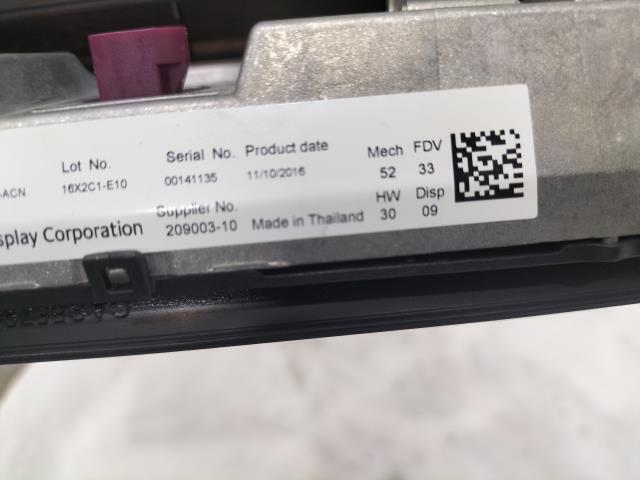 -ACN
Lot No.
16X2C1-E10
Serial No.
00141135
Product date
11/10/2016
Mech
52
FDV
33
HW
30
Disp
09
splay Corporation
Supplier No.
209003-10
Made in Thailand